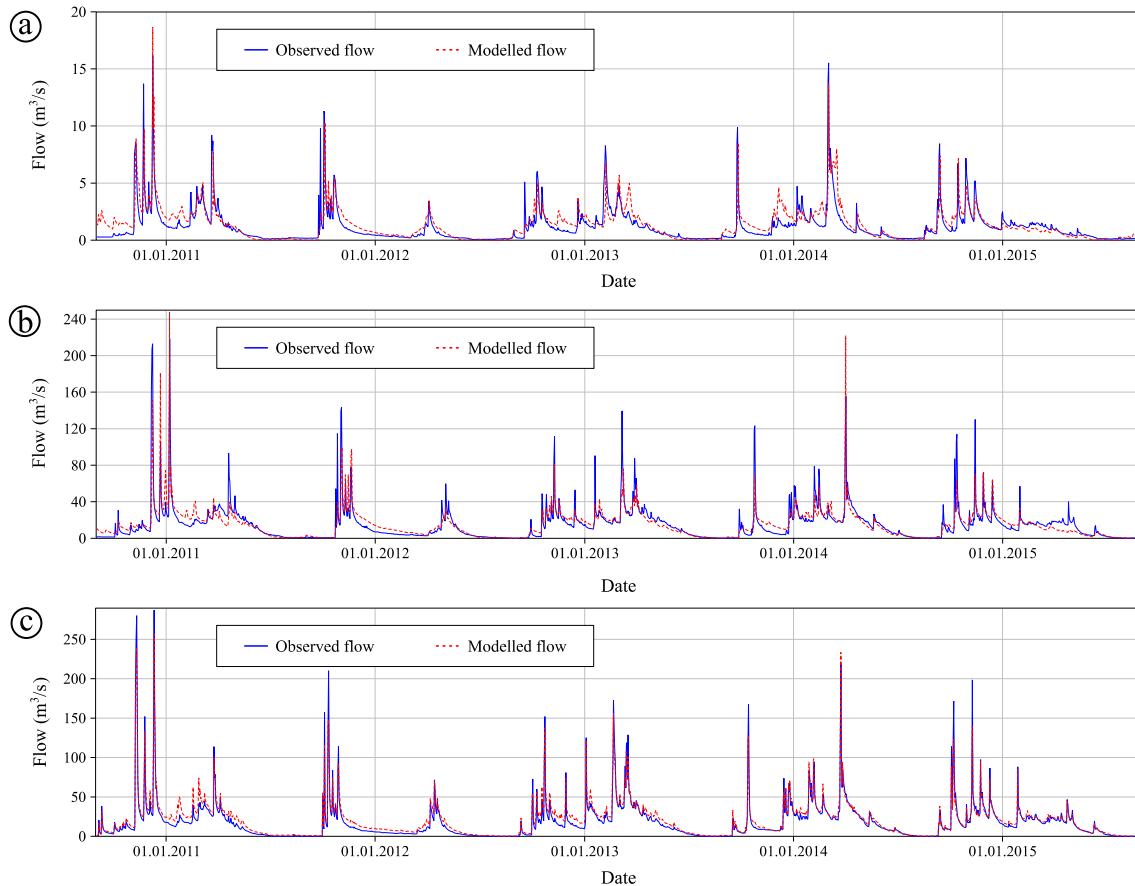 a
20
15
10
5
0
Flow (m³/s)
Observed flow
Modelled flow
01.01.2011
01.01.2012
01.01.2013
01.01.2014
01.01.2015
Date
b
240
200
160
120
80
40
0
Flow (m³/s)
Observed flow
Modelled flow
01.01.2011
01.01.2012
01.01.2013
01.01.2014
01.01.2015
Date
c
250
200
150
100
50
0
Flow (m³/s)
Observed flow
Modelled flow
01.01.2011
01.01.2012
01.01.2013
01.01.2014
01.01.2015
Date